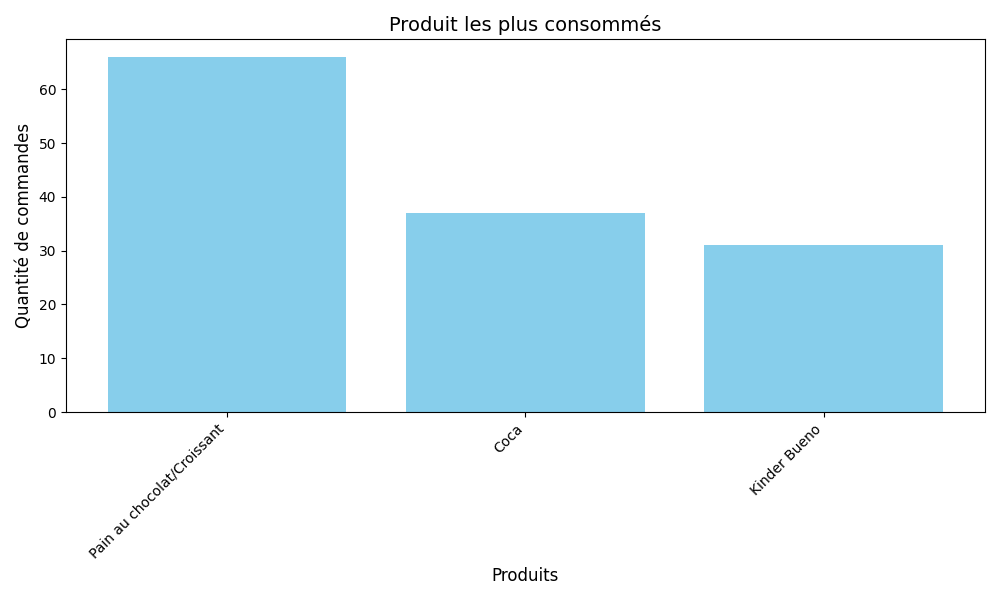 Produit les plus consommés
Quantité de commandes
60
50
40
30
20
10
0
Pain au chocolat/Croissant
Coca
Kinder Bueno
Produits